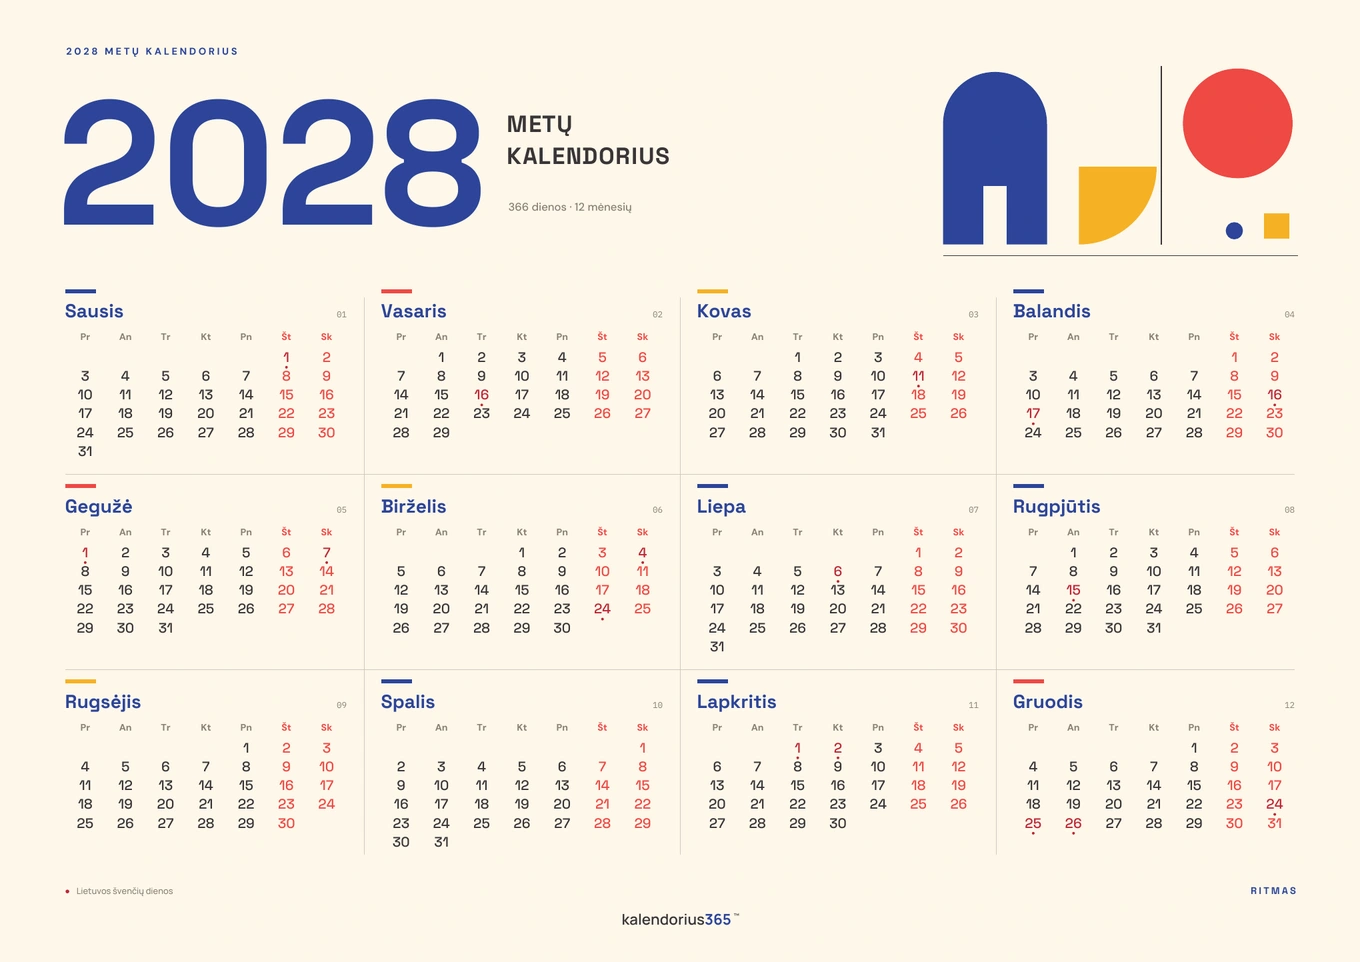 2028 METŲ KALENDORIUS
2028
METŲ
KALENDORIUS
366 dienos · 12 mėnesių
Sausis 01
Pr An Tr Kt Pn Št Sk
1 2
3 4 5 6 7 8 9
10 11 12 13 14 15 16
17 18 19 20 21 22 23
24 25 26 27 28 29 30
31
Vasaris 02
Pr An Tr Kt Pn Št Sk
1 2 3 4 5 6
7 8 9 10 11 12 13
14 15 16 17 18 19 20
21 22 23 24 25 26 27
28 29
Kovas 03
Pr An Tr Kt Pn Št Sk
1 2 3 4 5
6 7 8 9 10 11 12
13 14 15 16 17 18 19
20 21 22 23 24 25 26
27 28 29 30 31
Balandis 04
Pr An Tr Kt Pn Št Sk
1 2
3 4 5 6 7 8 9
10 11 12 13 14 15 16
17 18 19 20 21 22 23
24 25 26 27 28 29 30
Gegužė 05
Pr An Tr Kt Pn Št Sk
1 2 3 4 5 6 7
8 9 10 11 12 13 14
15 16 17 18 19 20 21
22 23 24 25 26 27 28
29 30 31
Birželis 06
Pr An Tr Kt Pn Št Sk
1 2 3 4
5 6 7 8 9 10 11
12 13 14 15 16 17 18
19 20 21 22 23 24 25
26 27 28 29 30
Liepa 07
Pr An Tr Kt Pn Št Sk
1 2
3 4 5 6 7 8 9
10 11 12 13 14 15 16
17 18 19 20 21 22 23
24 25 26 27 28 29 30
31
Rugpjūtis 08
Pr An Tr Kt Pn Št Sk
1 2 3 4 5 6
7 8 9 10 11 12 13
14 15 16 17 18 19 20
21 22 23 24 25 26 27
28 29 30 31
Rugsėjis 09
Pr An Tr Kt Pn Št Sk
1 2 3
4 5 6 7 8 9 10
11 12 13 14 15 16 17
18 19 20 21 22 23 24
25 26 27 28 29 30
Spalis 10
Pr An Tr Kt Pn Št Sk
1
2 3 4 5 6 7 8
9 10 11 12 13 14 15
16 17 18 19 20 21 22
23 24 25 26 27 28 29
30 31
Lapkritis 11
Pr An Tr Kt Pn Št Sk
1 2 3 4 5
6 7 8 9 10 11 12
13 14 15 16 17 18 19
20 21 22 23 24 25 26
27 28 29 30
Gruodis 12
Pr An Tr Kt Pn Št Sk
1 2 3
4 5 6 7 8 9 10
11 12 13 14 15 16 17
18 19 20 21 22 23 24
25 26 27 28 29 30 31
Lietuvos švenčių dienos
RITMAS
kalendorius365™